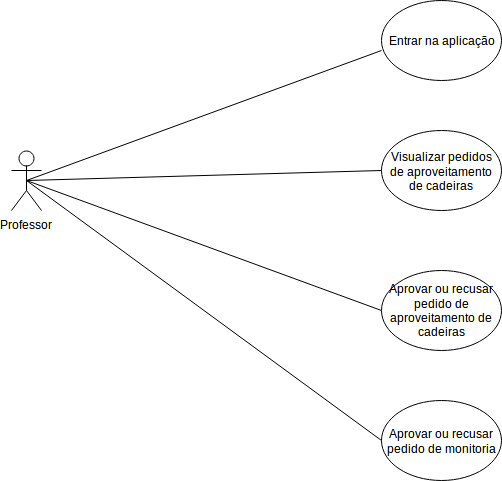 Entrar na aplicação
Visualizar pedidos
de aproveitamento
de cadeiras
Professor
Aprovar ou recusar
pedido de
aproveitamento de
cadeiras
Aprovar ou recusar
pedido de monitoria